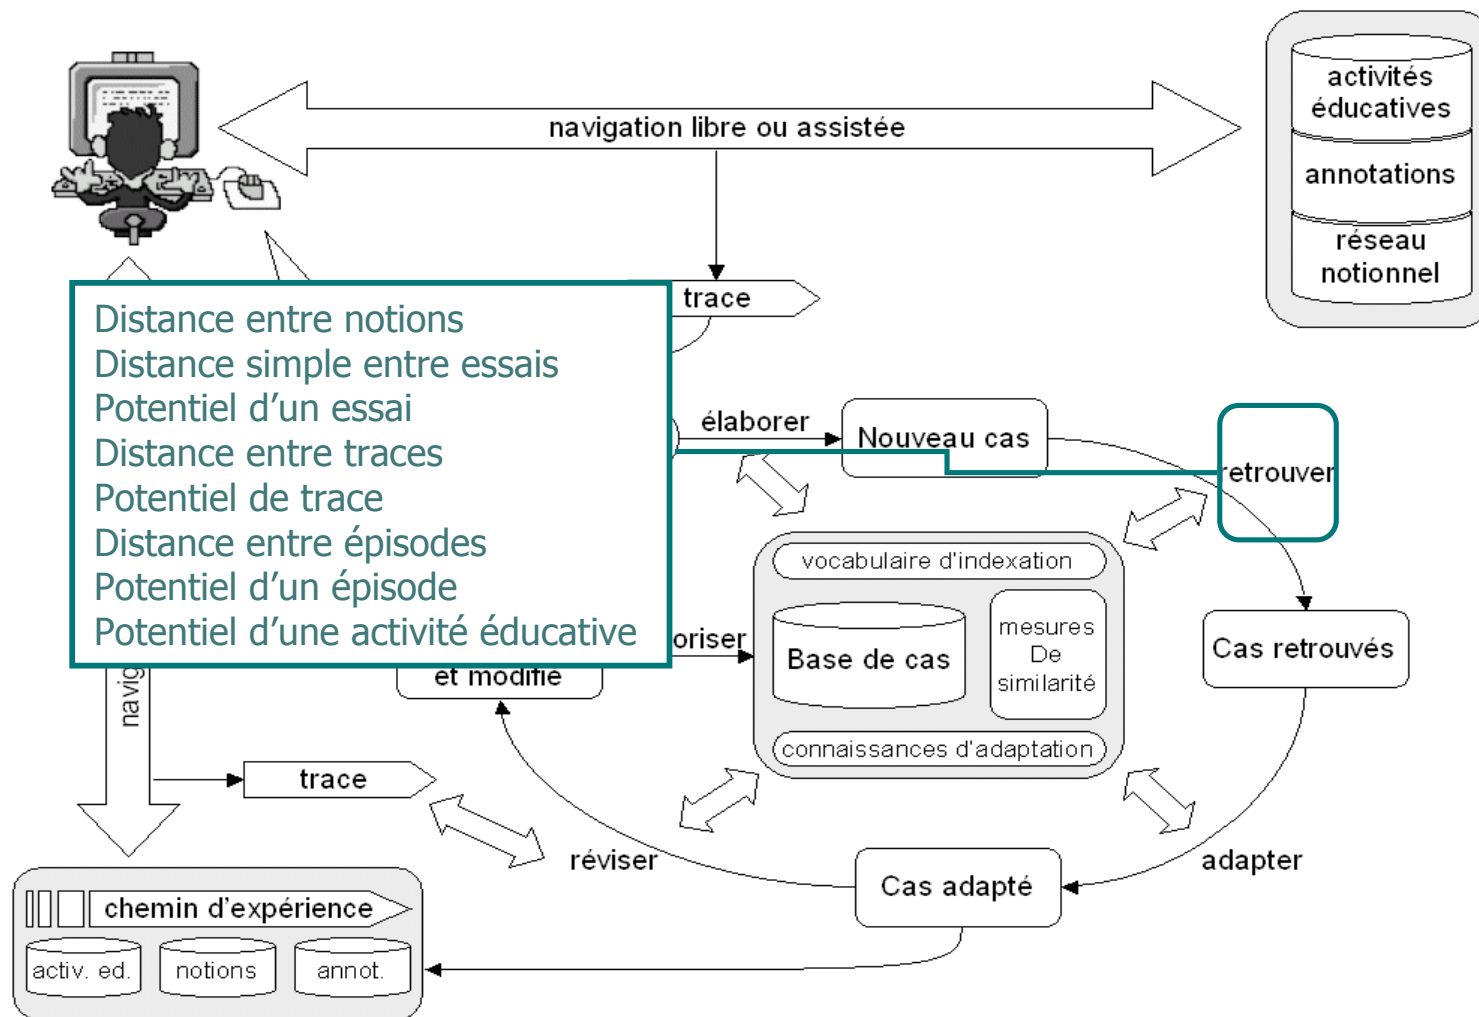 activités
éducatives
navigation libre ou assistée
annotations
réseau
notionnel
trace
Distance entre notions
Distance simple entre essais
Potentiel d'un essai
Distance entre traces
Potentiel de trace
Distance entre épisodes
Potentiel d'un épisode
Potentiel d'une activité éducative
élaborer
Nouveau cas
retrouver
vocabulaire d'indexation
mesures
De
similarité
Base de cas
Cas retrouvés
oriser
et modifié
connaissances d'adaptation
navig
trace
réviser
adapter
Cas adapté
chemin d'expérience
activ. ed.
notions
annot.